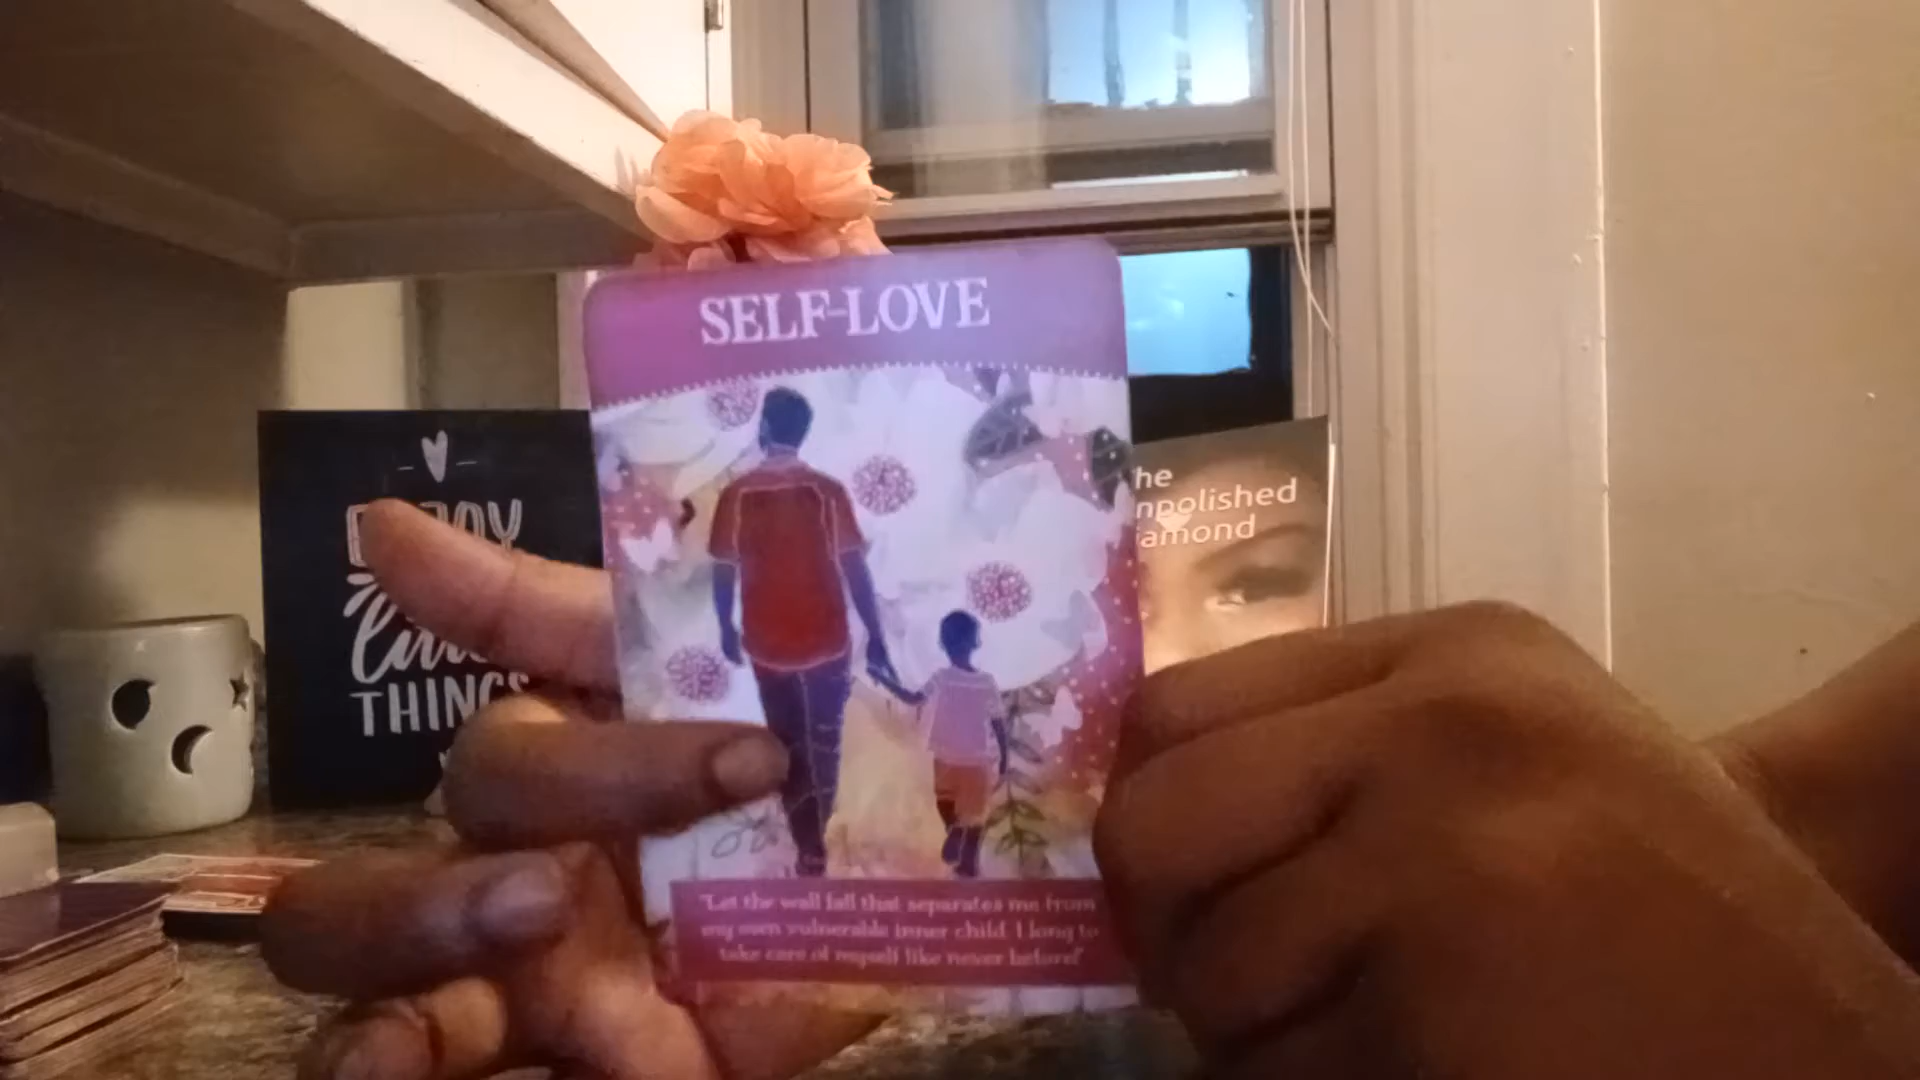 SELF-LOVE
"Let the wall fall that separates me from
my own vulnerable inner child. I long to
take care of myself like never before!"
THINGS
he
npolished
iamond